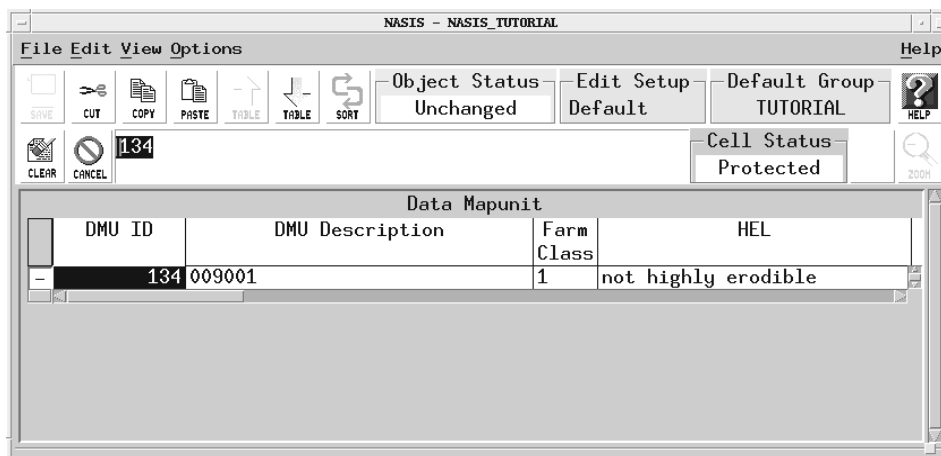 NASIS - NASIS_TUTORIAL
File Edit View Options Help
Object Status Edit Setup Default Group
Unchanged Default TUTORIAL
SAVE CUT COPY PASTE TABLE TABLE SORT HELP
134 Cell Status
Protected
CLEAR CANCEL ZOOM
Data Mapunit
DMU ID DMU Description Farm Class HEL
134 009001 1 not highly erodible